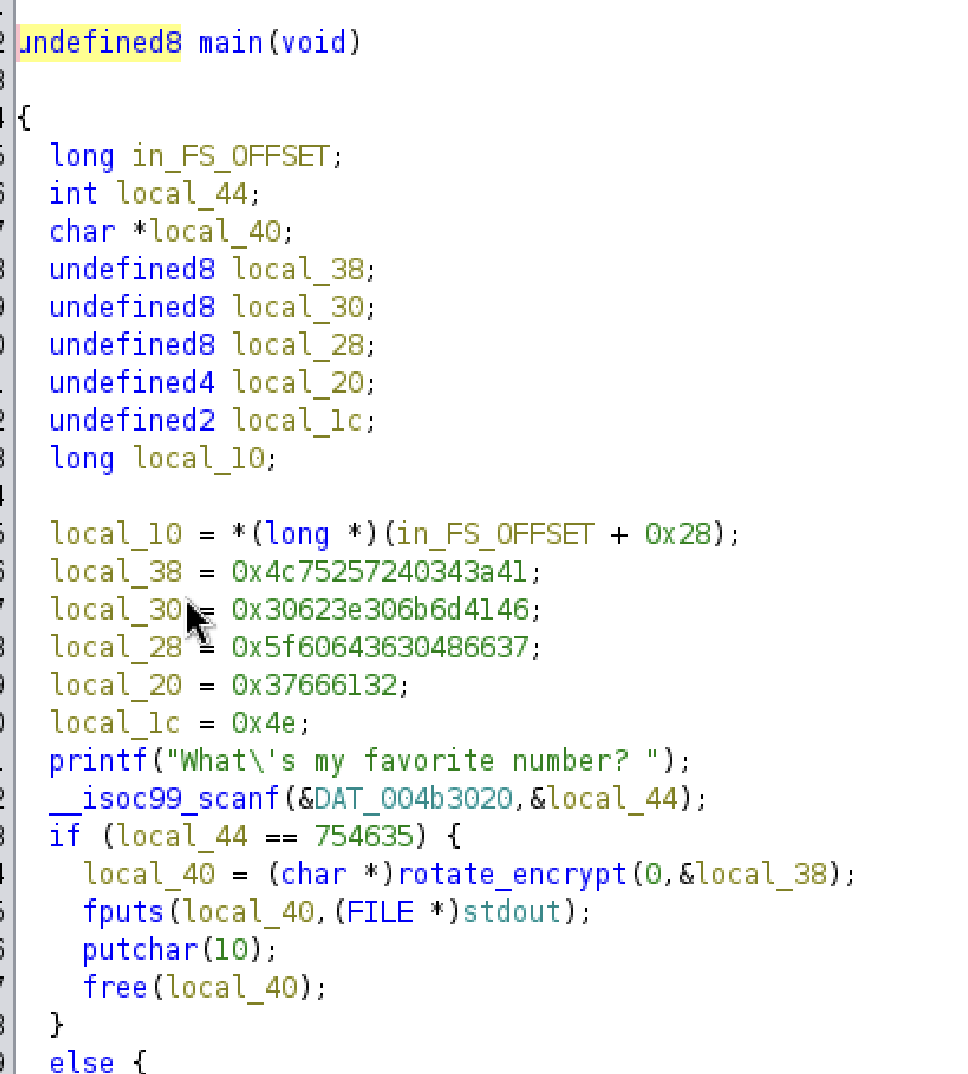 undefined8 main(void)
{
long in_FS_OFFSET;
int local_44;
char *local_40;
undefined8 local_38;
undefined8 local_30;
undefined8 local_28;
undefined4 local_20;
undefined2 local_1c;
long local_10;
local_10 = *(long *)(in_FS_OFFSET + 0x28);
local_38 = 0x4c75257240343a41;
local_30 = 0x30623e306b6d4146;
local_28 = 0x5f60643630486637;
local_20 = 0x37666132;
local_1c = 0x4e;
printf("What\'s my favorite number? ");
__isoc99_scanf(&DAT_004b3020,&local_44);
if (local_44 == 754635) {
local_40 = (char *)rotate_encrypt(0,&local_38);
fputs(local_40,(FILE *)stdout);
putchar(10);
free(local_40);
}
else {